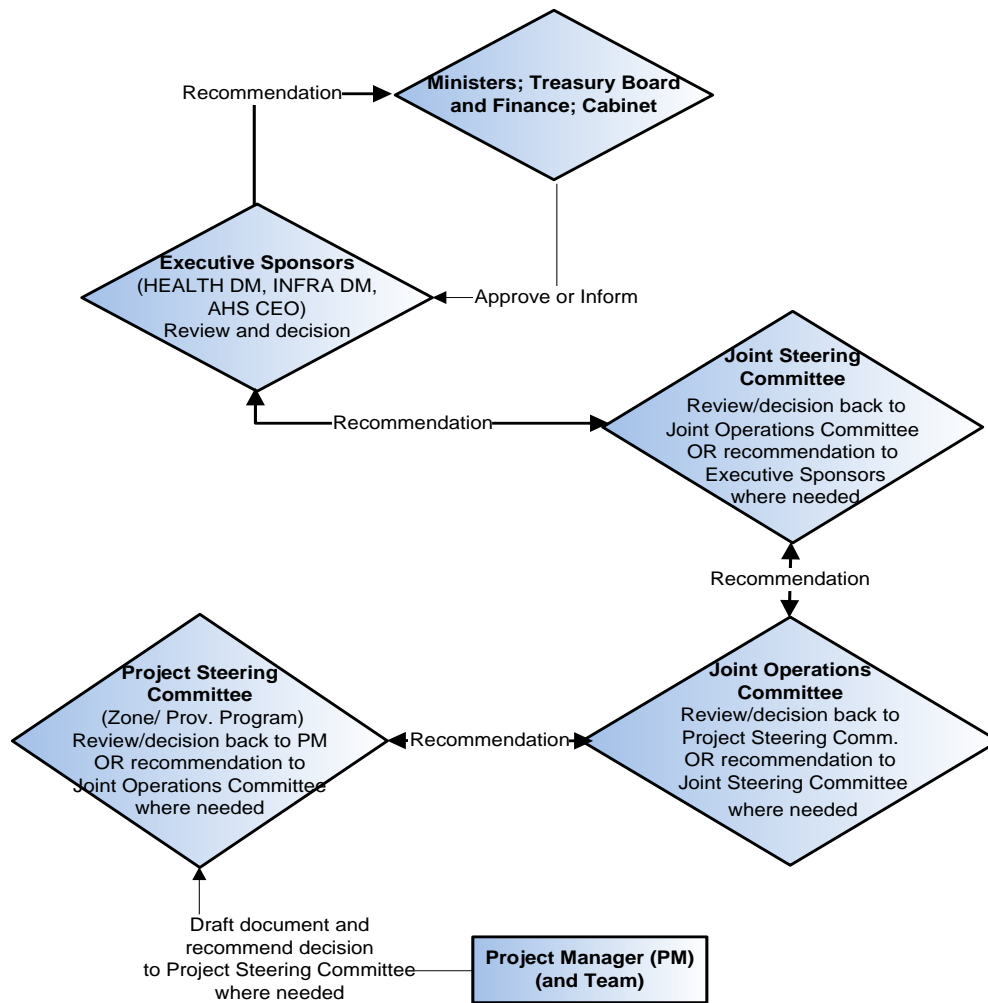 Ministers; Treasury Board
and Finance; Cabinet
Recommendation
Executive Sponsors
(HEALTH DM, INFRA DM,
AHS CEO)
Review and decision
Approve or Inform
Joint Steering
Committee
Review/decision back to
Joint Operations Committee
OR recommendation to
Executive Sponsors
where needed
Recommendation
Recommendation
Project Steering
Committee
(Zone/ Prov. Program)
Review/decision back to PM
OR recommendation to
Joint Operations Committee
where needed
Recommendation
Joint Operations
Committee
Review/decision back to
Project Steering Comm.
OR recommendation to
Joint Steering Committee
where needed
Draft document and
recommend decision
to Project Steering Committee
where needed
Project Manager (PM)
(and Team)